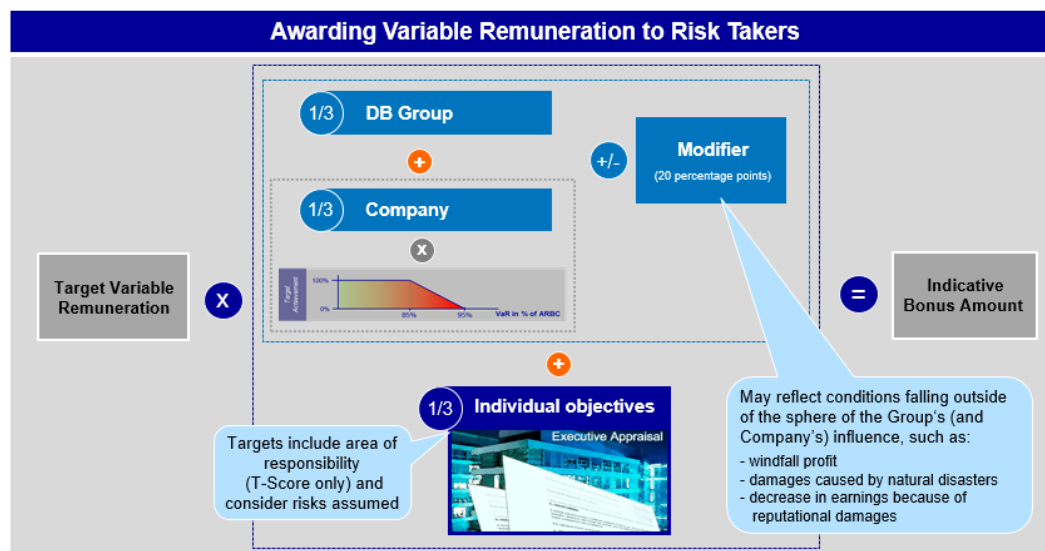 Awarding Variable Remuneration to Risk Takers
1/3
DB Group
+
1/3
Company
x
Target
Achievement
100%
0%
85%
95%
VaR in % of ARBC
+/-
Modifier
(20 percentage points)
Target Variable
Remuneration
X
=
Indicative
Bonus Amount
+
1/3
Individual objectives
Executive Appraisal
Targets include area of
responsibility
(T-Score only) and
consider risks assumed
May reflect conditions falling outside
of the sphere of the Group‘s (and
Company’s) influence, such as:
- windfall profit
- damages caused by natural disasters
- decrease in earnings because of
reputational damages